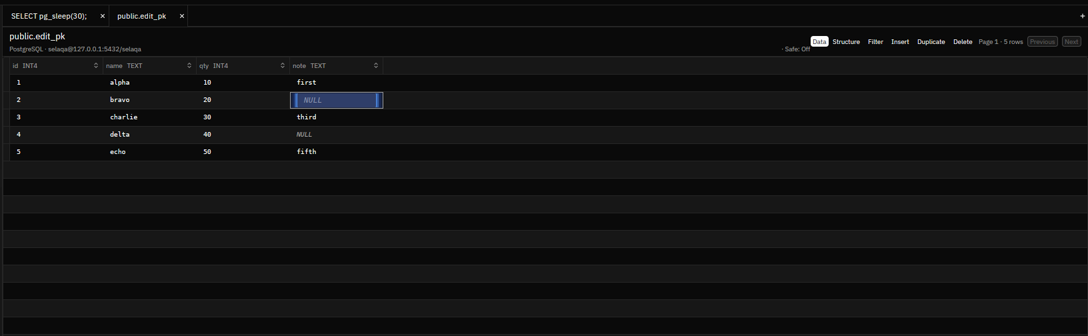 SELECT pg_sleep(30); × public.edit_pk × +
public.edit_pk
PostgreSQL · selaqa@127.0.0.1:5432/selaqa · Safe: Off Data Structure Filter Insert Duplicate Delete Page 1 · 5 rows Previous Next
id INT4 name TEXT qty INT4 note TEXT
1 alpha 10 first
2 bravo 20 NULL
3 charlie 30 third
4 delta 40 NULL
5 echo 50 fifth